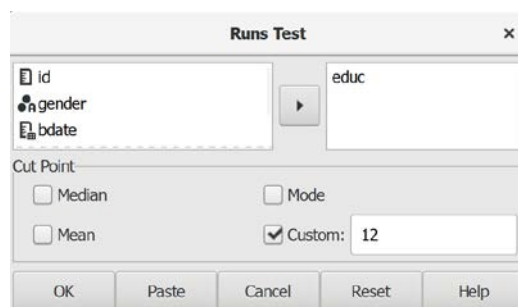 Runs Test
id
gender
bdate
educ
Cut Point
Median
Mode
Mean
Custom: 12
OK Paste Cancel Reset Help